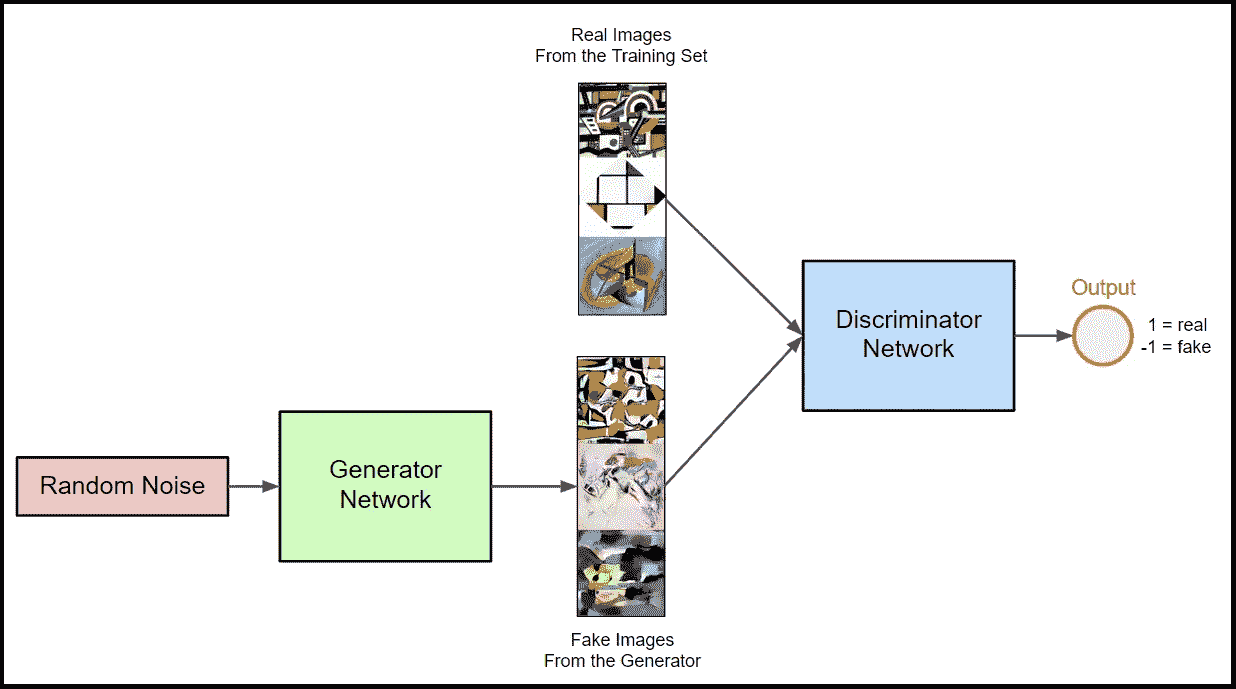 Real Images
From the Training Set
Discriminator
Network
Output
1 = real
-1 = fake
Generator
Network
Random Noise
Fake Images
From the Generator